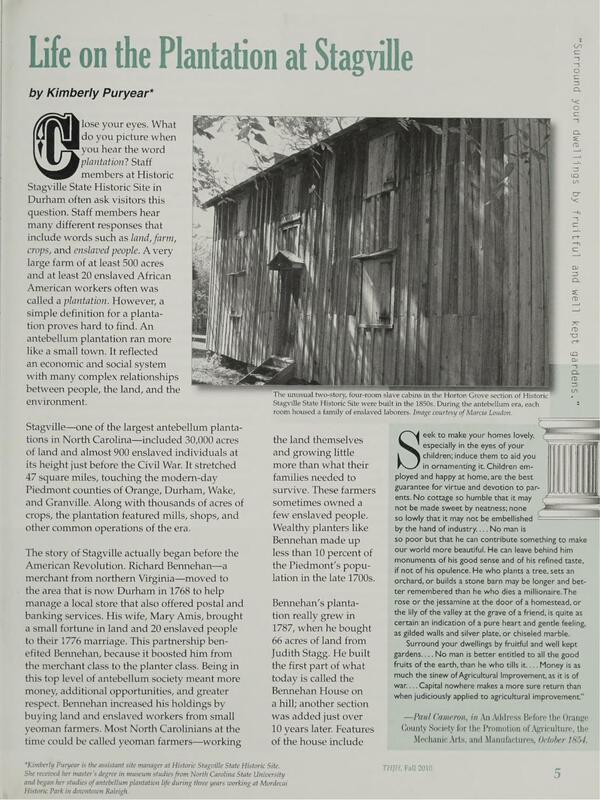 Life on the Plantation at Stagville
by Kimberly Puryear*
Close your eyes. What
do you picture when
you hear the word
plantation? Staff
members at Historic
Stagville State Historic Site in
Durham often ask visitors this
question. Staff members hear
many different responses that
include words such as land, farm,
crops, and enslaved people. A very
large farm of at least 500 acres
and at least 20 enslaved African
American workers often was
called a plantation. However, a
simple definition for a planta-
tion proves hard to find. An
antebellum plantation ran more
like a small town. It reflected
an economic and social system
with many complex relationships
between people, the land, and the
environment.
The unusual two-story, four-room slave cabins in the Horton Grove section of Historic
Stagville State Historic Site were built in the 1850s. During the antebellum era, each
room housed a family of enslaved laborers. Image courtesy of Marcie Loudon.
Stagville—one of the largest antebellum planta-
tions in North Carolina—included 30,000 acres
of land and almost 900 enslaved individuals at
its height just before the Civil War. It stretched
47 square miles, touching the modern-day
Piedmont counties of Orange, Durham, Wake,
and Granville. Along with thousands of acres of
crops, the plantation featured mills, shops, and
other common operations of the era.
The story of Stagville actually began before the
American Revolution. Richard Bennehan—a
merchant from northern Virginia—moved to
the area that is now Durham in 1768 to help
manage a local store that also offered postal and
banking services. His wife, Mary Amis, brought
a small fortune in land and 20 enslaved people
to their 1776 marriage. This partnership ben-
efited Bennehan, because it boosted him from
the merchant class to the planter class. Being in
this top level of antebellum society meant more
money, additional opportunities, and greater
respect. Bennehan increased his holdings by
buying land and enslaved workers from small
yeoman farmers. Most North Carolinians at the
time could be called yeoman farmers—working
the land themselves
and growing little
more than what their
families needed to
survive. These farmers
sometimes owned a
few enslaved people.
Wealthy planters like
Bennehan made up
less than 10 percent of
the Piedmont's popu-
lation in the late 1700s.
Bennehan's planta-
tion really grew in
1787, when he bought
66 acres of land from
Judith Stagg. He built
the first part of what
today is called the
Bennehan House on
a hill; another section
was added just over
10 years later. Features
of the house include
"Surround your dwellings by fruitful and well kept gardens."
Seek to make your homes lovely,
especially in the eyes of your
children; induce them to aid you
in ornamenting it. Children em-
ployed and happy at home, are the best
guarantee for virtue and devotion to par-
ents. No cottage so humble that it may
not be made sweet by neatness; none
so lowly that it may not be embellished
by the hand of industry. . . . No man is
so poor but that he can contribute something to make
our world more beautiful. He can leave behind him
monuments of his good sense and of his refined taste,
if not of his opulence. He who plants a tree, sets an
orchard, or builds a stone barn may be longer and bet-
ter remembered than he who dies a millionaire. The
rose or the jessamine at the door of a homestead, or
the lily of the valley at the grave of a friend, is quite as
certain an indication of a pure heart and gentle feeling,
as gilded walls and silver plate, or chiseled marble.
Surround your dwellings by fruitful and well kept
gardens. . . . No man is better entitled to all the good
fruits of the earth, than he who tills it. . . . Money is as
much the sinew of Agricultural Improvement, as it is of
war. . . . Capital nowhere makes a more sure return than
when judiciously applied to agricultural improvement."
—Paul Cameron, in An Address Before the Orange
County Society for the Promotion of Agriculture, the
Mechanic Arts, and Manufactures, October 1854.
*Kimberly Puryear is the assistant site manager at Historic Stagville State Historic Site.
She received her master's degree in museum studies from North Carolina State University
and began her studies of antebellum plantation life during three years working at Mordecai
Historic Park in downtown Raleigh.
THJH, Fall 2010
5